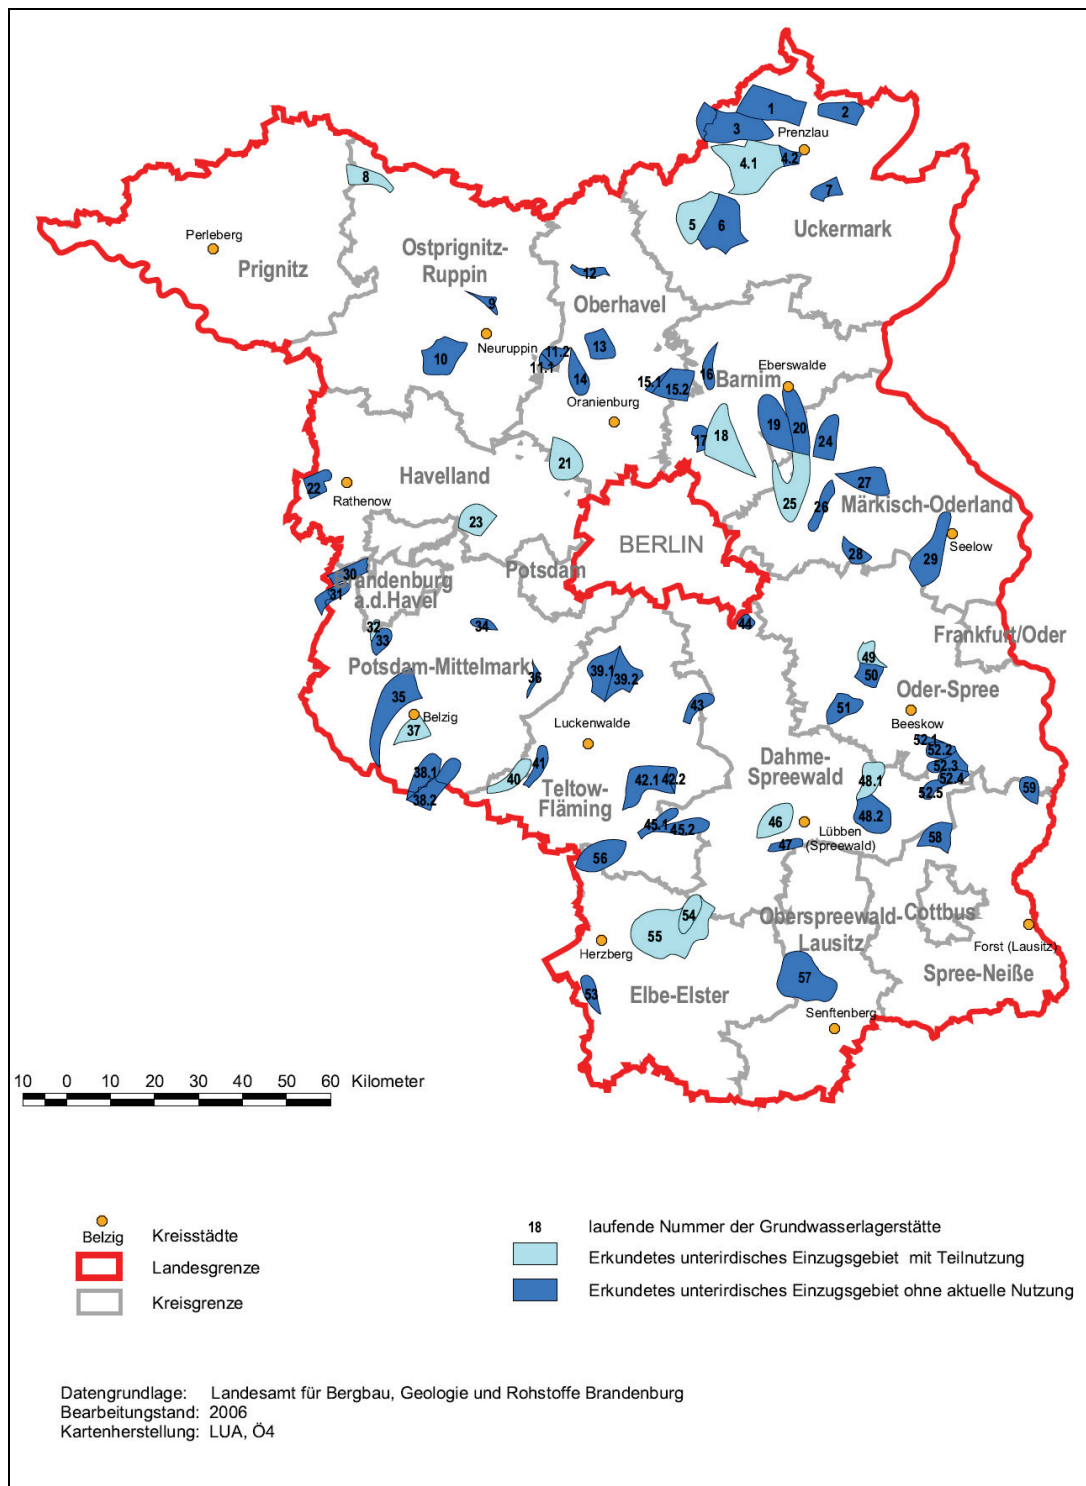 1
2
3
Prenzlau
4.1
4.2
7
8
5
6
Uckermark
Perleberg
Prignitz
Ostprignitz-
Ruppin
12
Oberhavel
9
Neuruppin
10
11.2
11.1
13
14
15.1
15.2
16
Barnim
Eberswalde
Oranienburg
17
18
19
20
24
21
Havelland
22
Rathenow
23
25
26
27
Märkisch-Oderland
28
29
Seelow
BERLIN
Potsdam
30
Brandenburg
a.d.Havel
31
32
33
34
44
Frankfurt/Oder
Potsdam-Mittelmark
35
36
39.1
39.2
49
50
Oder-Spree
51
Beeskow
Belzig
37
Luckenwalde
43
52.1
52.2
52.3
52.4
52.5
Dahme-
Spreewald
38.1
38.2
40
41
Teltow-
Fläming
42.1
42.2
48.1
48.2
59
45.1
45.2
46
47
Lübben
(Spreewald)
58
56
54
55
Herzberg
Oberspreewald-
Lausitz
Cottbus
Forst (Lausitz)
Spree-Neiße
53
Elbe-Elster
57
Senftenberg
10 0 10 20 30 40 50 60 Kilometer
Belzig
Kreisstädte
Landesgrenze
Kreisgrenze
18 laufende Nummer der Grundwasserlagerstätte
Erkundetes unterirdisches Einzugsgebiet mit Teilnutzung
Erkundetes unterirdisches Einzugsgebiet ohne aktuelle Nutzung
Datengrundlage: Landesamt für Bergbau, Geologie und Rohstoffe Brandenburg
Bearbeitungstand: 2006
Kartenherstellung: LUA, Ö4